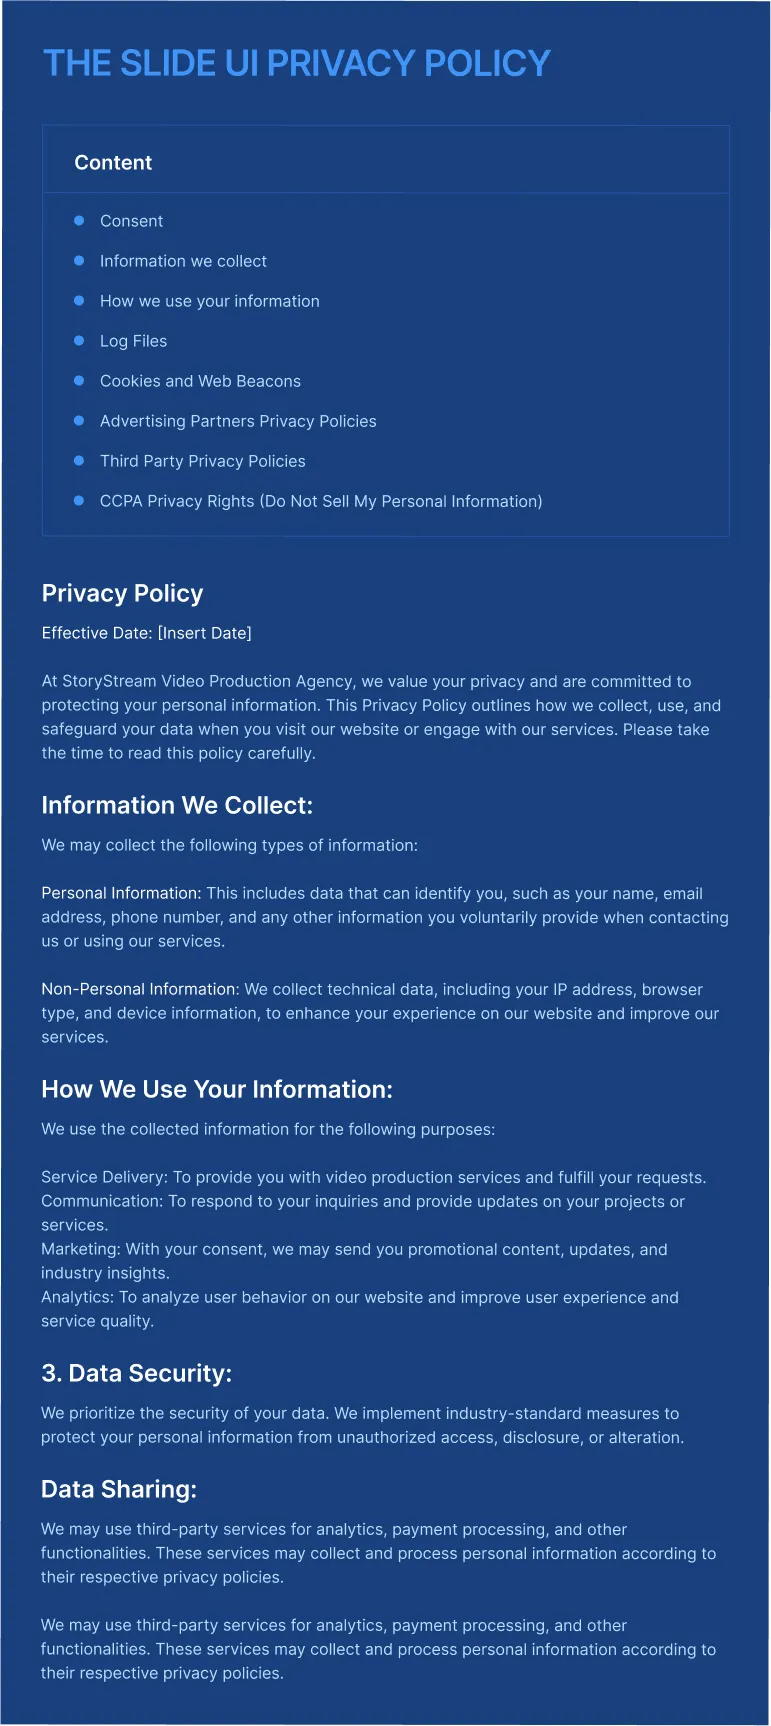 THE SLIDE UI PRIVACY POLICY
Content
Consent
Information we collect
How we use your information
Log Files
Cookies and Web Beacons
Advertising Partners Privacy Policies
Third Party Privacy Policies
CCPA Privacy Rights (Do Not Sell My Personal Information)
Privacy Policy
Effective Date: [Insert Date]
At StoryStream Video Production Agency, we value your privacy and are committed to
protecting your personal information. This Privacy Policy outlines how we collect, use, and
safeguard your data when you visit our website or engage with our services. Please take
the time to read this policy carefully.
Information We Collect:
We may collect the following types of information:
Personal Information: This includes data that can identify you, such as your name, email
address, phone number, and any other information you voluntarily provide when contacting
us or using our services.
Non-Personal Information: We collect technical data, including your IP address, browser
type, and device information, to enhance your experience on our website and improve our
services.
How We Use Your Information:
We use the collected information for the following purposes:
Service Delivery: To provide you with video production services and fulfill your requests.
Communication: To respond to your inquiries and provide updates on your projects or
services.
Marketing: With your consent, we may send you promotional content, updates, and
industry insights.
Analytics: To analyze user behavior on our website and improve user experience and
service quality.
3. Data Security:
We prioritize the security of your data. We implement industry-standard measures to
protect your personal information from unauthorized access, disclosure, or alteration.
Data Sharing:
We may use third-party services for analytics, payment processing, and other
functionalities. These services may collect and process personal information according to
their respective privacy policies.
We may use third-party services for analytics, payment processing, and other
functionalities. These services may collect and process personal information according to
their respective privacy policies.